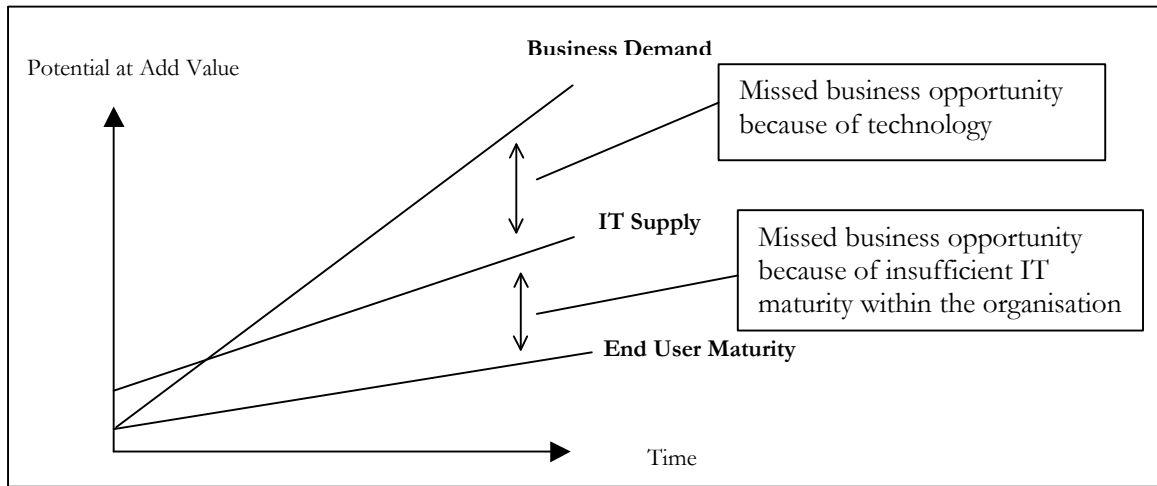 Business Demand
Potential at Add Value
Missed business opportunity
because of technology
IT Supply
Missed business opportunity
because of insufficient IT
maturity within the organisation
End User Maturity
Time